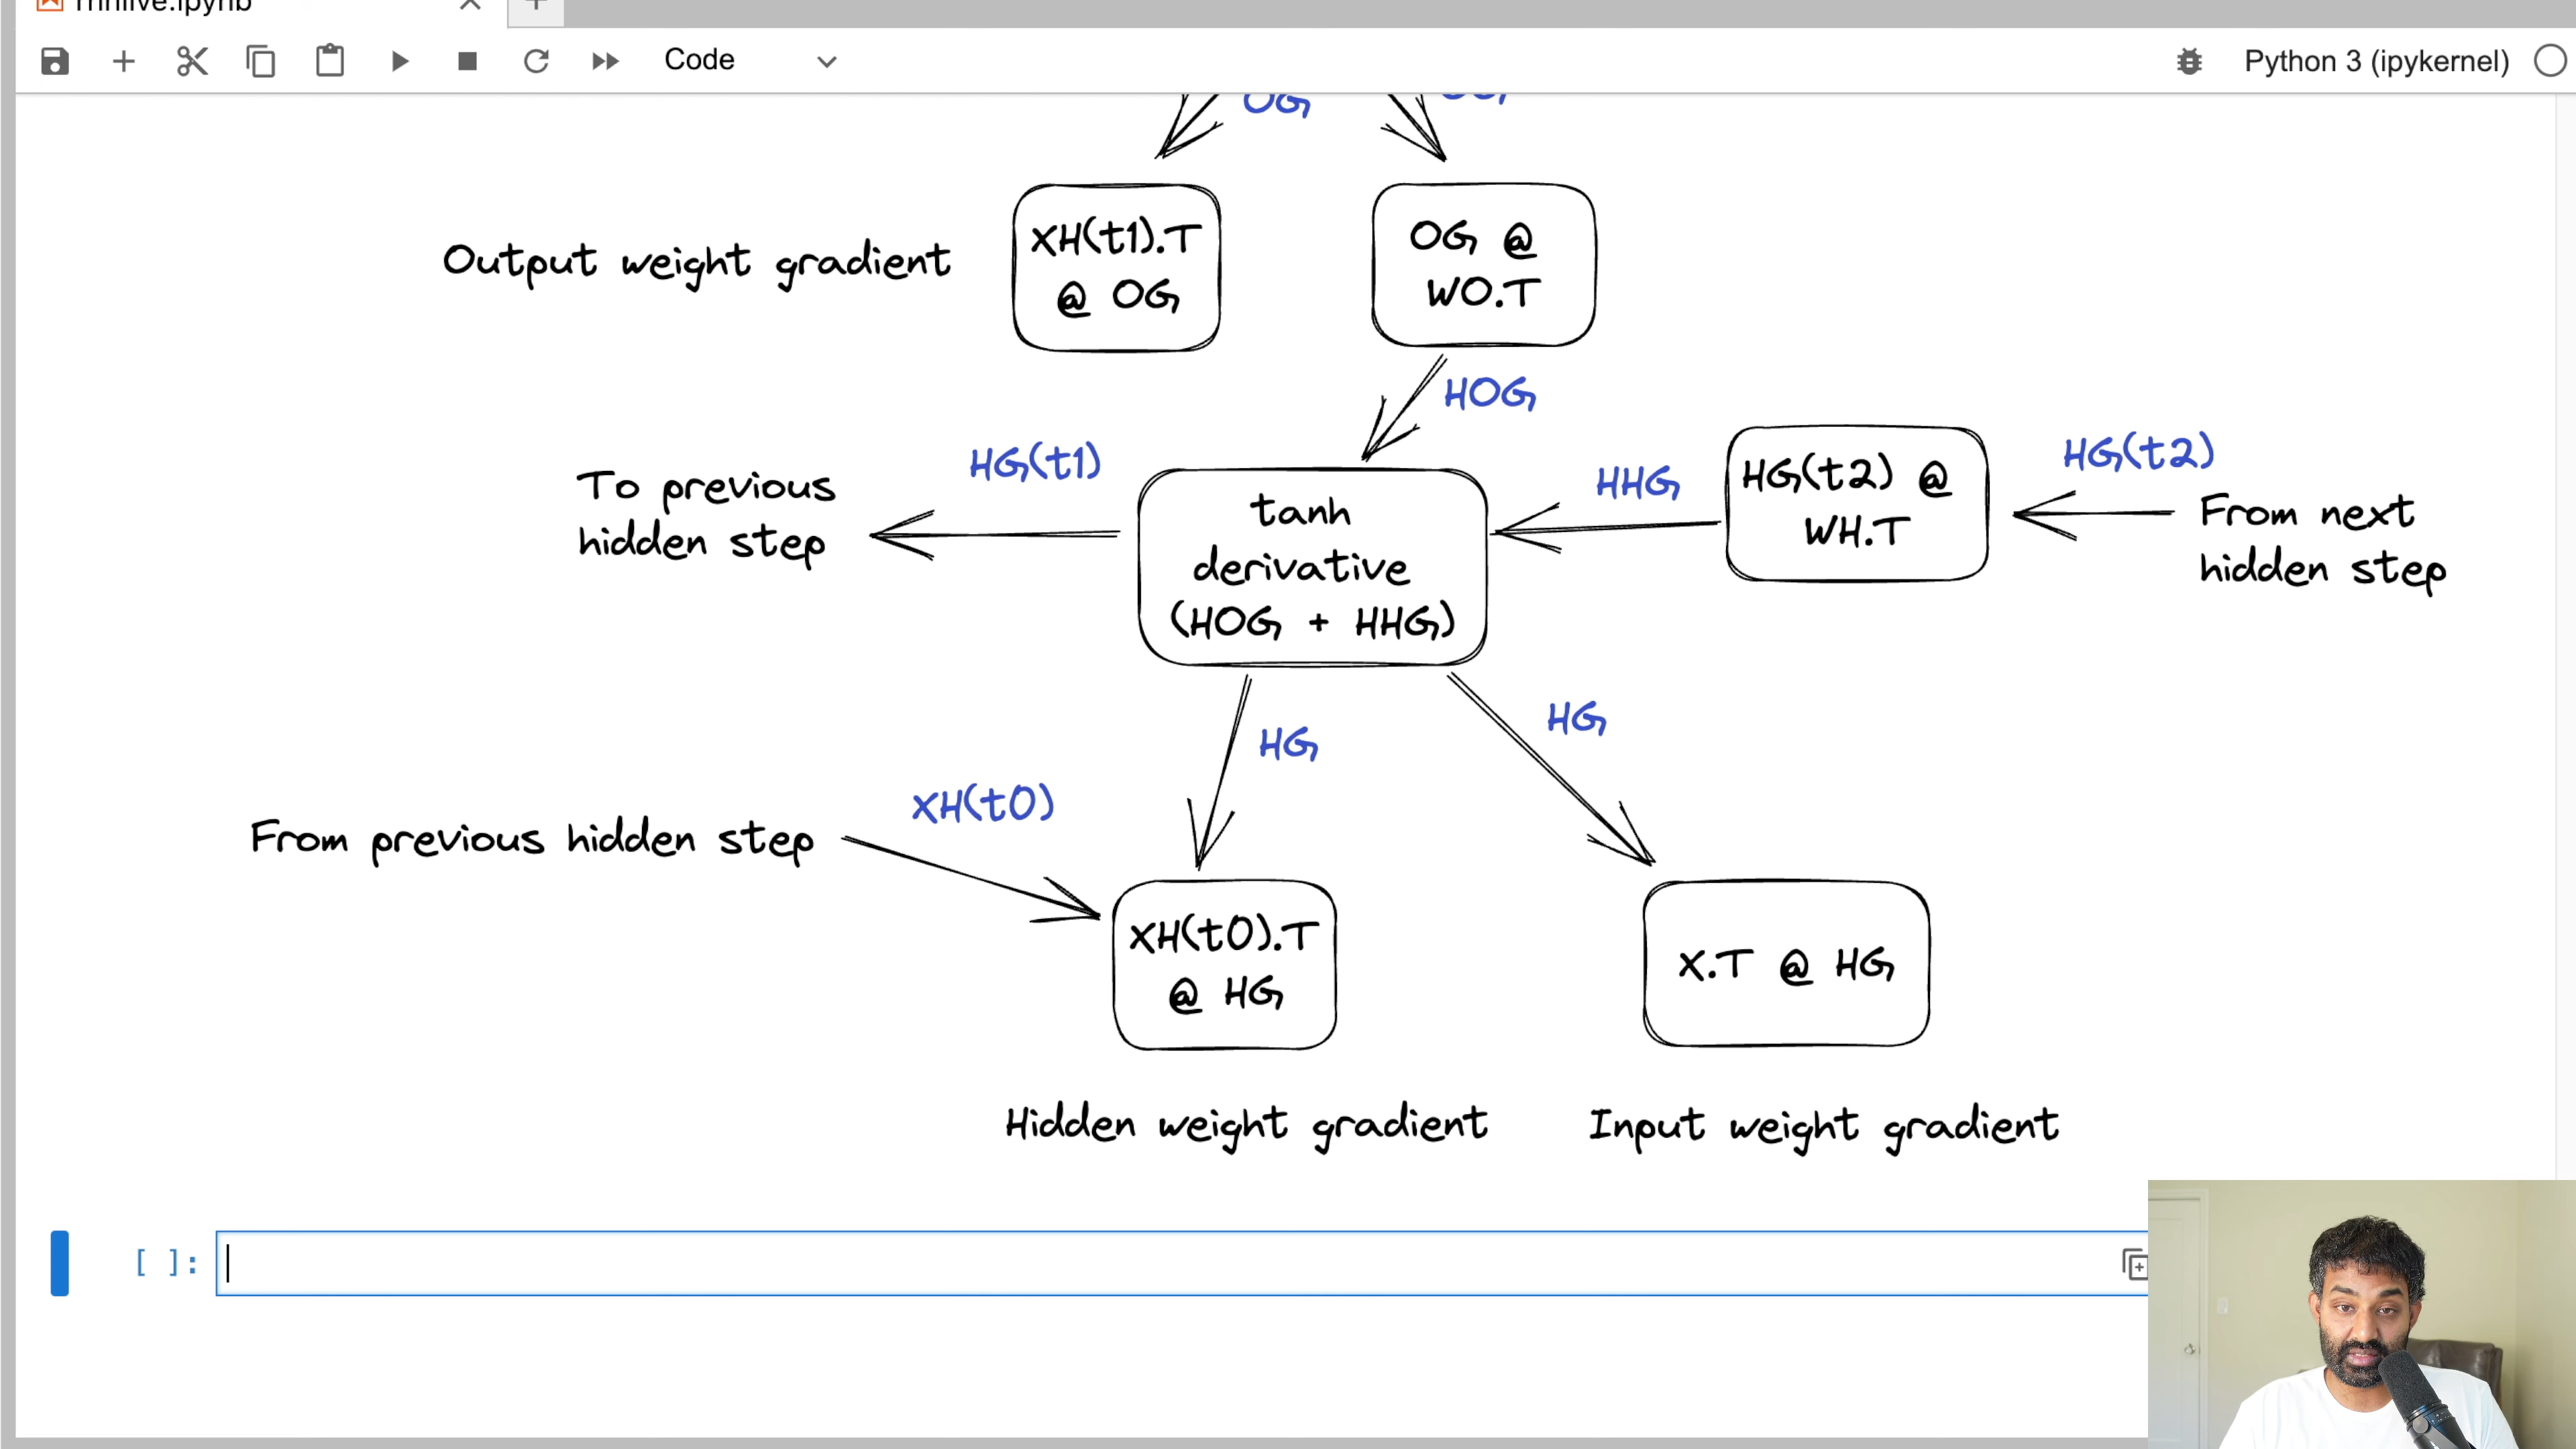 rnnlive.ipynb
Code
Python 3 (ipykernel)
OG
OG
Output weight gradient
XH(t1).T
@ OG
OG @
WO.T
HOG
To previous
hidden step
HG(t1)
tanh
derivative
(HOG + HHG)
HHG
HG(t2) @
WH.T
HG(t2)
From next
hidden step
HG
HG
From previous hidden step
XH(t0)
XH(t0).T
@ HG
X.T @ HG
Hidden weight gradient
Input weight gradient
[ ]: